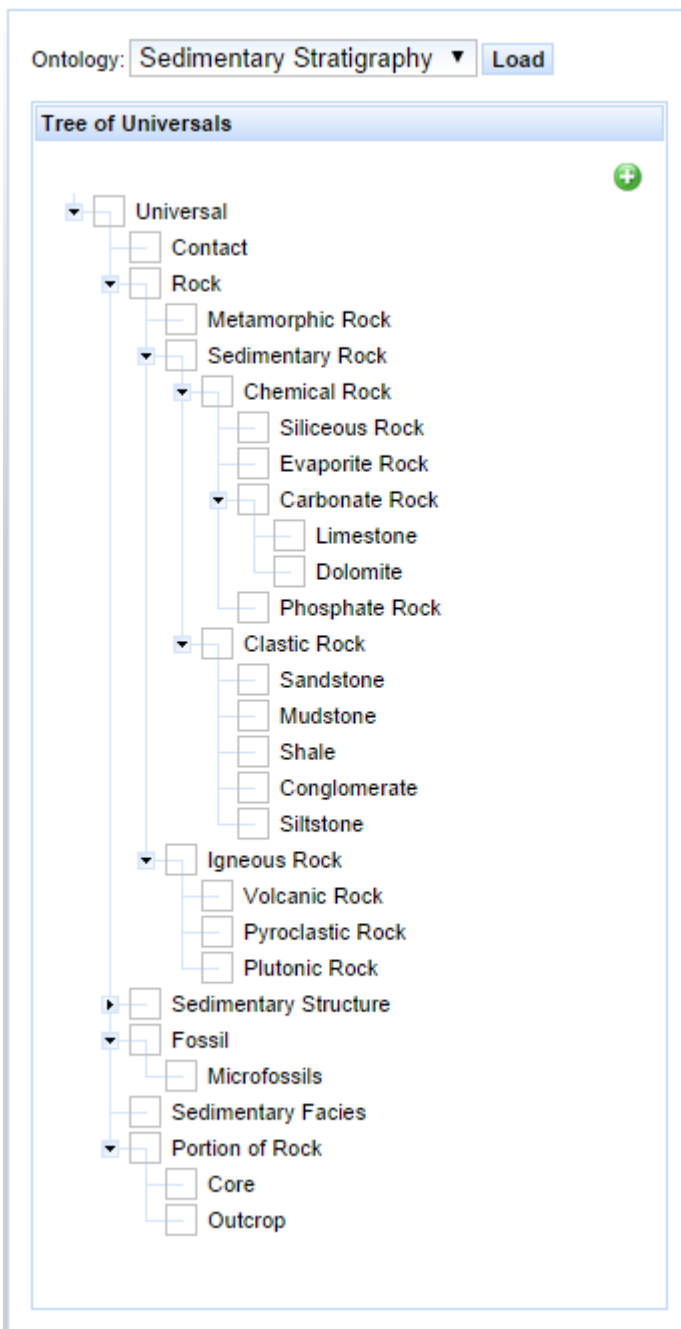 Ontology: Sedimentary Stratigraphy Load
Tree of Universals
Universal
Contact
Rock
Metamorphic Rock
Sedimentary Rock
Chemical Rock
Siliceous Rock
Evaporite Rock
Carbonate Rock
Limestone
Dolomite
Phosphate Rock
Clastic Rock
Sandstone
Mudstone
Shale
Conglomerate
Siltstone
Igneous Rock
Volcanic Rock
Pyroclastic Rock
Plutonic Rock
Sedimentary Structure
Fossil
Microfossils
Sedimentary Facies
Portion of Rock
Core
Outcrop